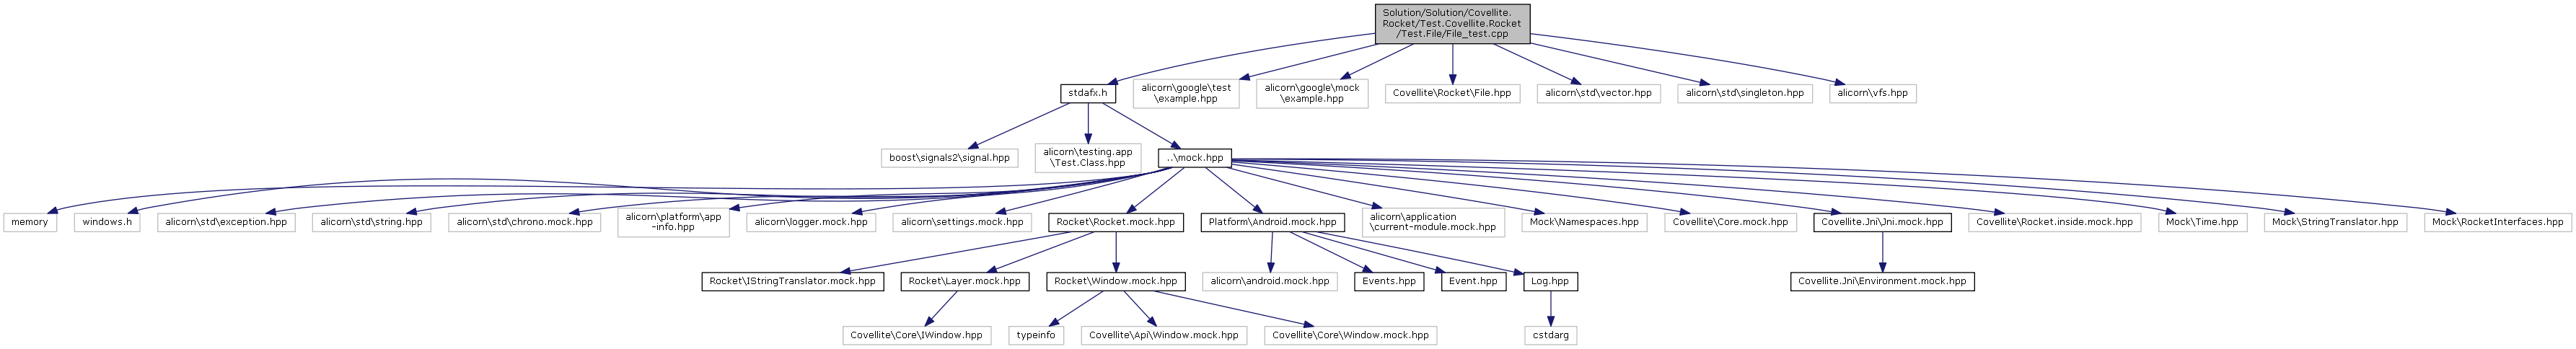 Solution/Solution/Covellite.
Rocket/Test.Covellite.Rocket
/Test.File/File_test.cpp
stdafx.h
alicorn\google\test
\example.hpp
alicorn\google\mock
\example.hpp
Covellite\Rocket\File.hpp
alicorn\std\vector.hpp
alicorn\std\singleton.hpp
alicorn\vfs.hpp
boost\signals2\signal.hpp
alicorn\testing.app
\Test.Class.hpp
..\mock.hpp
memory
windows.h
alicorn\std\exception.hpp
alicorn\std\string.hpp
alicorn\std\chrono.mock.hpp
alicorn\platform\app
-info.hpp
alicorn\logger.mock.hpp
alicorn\settings.mock.hpp
Rocket\Rocket.mock.hpp
Platform\Android.mock.hpp
alicorn\application
\current-module.mock.hpp
Mock\Namespaces.hpp
Covellite\Core.mock.hpp
Covellite.Jni\Jni.mock.hpp
Covellite\Rocket.inside.mock.hpp
Mock\Time.hpp
Mock\StringTranslator.hpp
Mock\RocketInterfaces.hpp
Rocket\IStringTranslator.mock.hpp
Rocket\Layer.mock.hpp
Rocket\Window.mock.hpp
alicorn\android.mock.hpp
Events.hpp
Event.hpp
Log.hpp
Covellite.Jni\Environment.mock.hpp
Covellite\Core\IWindow.hpp
typeinfo
Covellite\Api\Window.mock.hpp
Covellite\Core\Window.mock.hpp
cstdarg